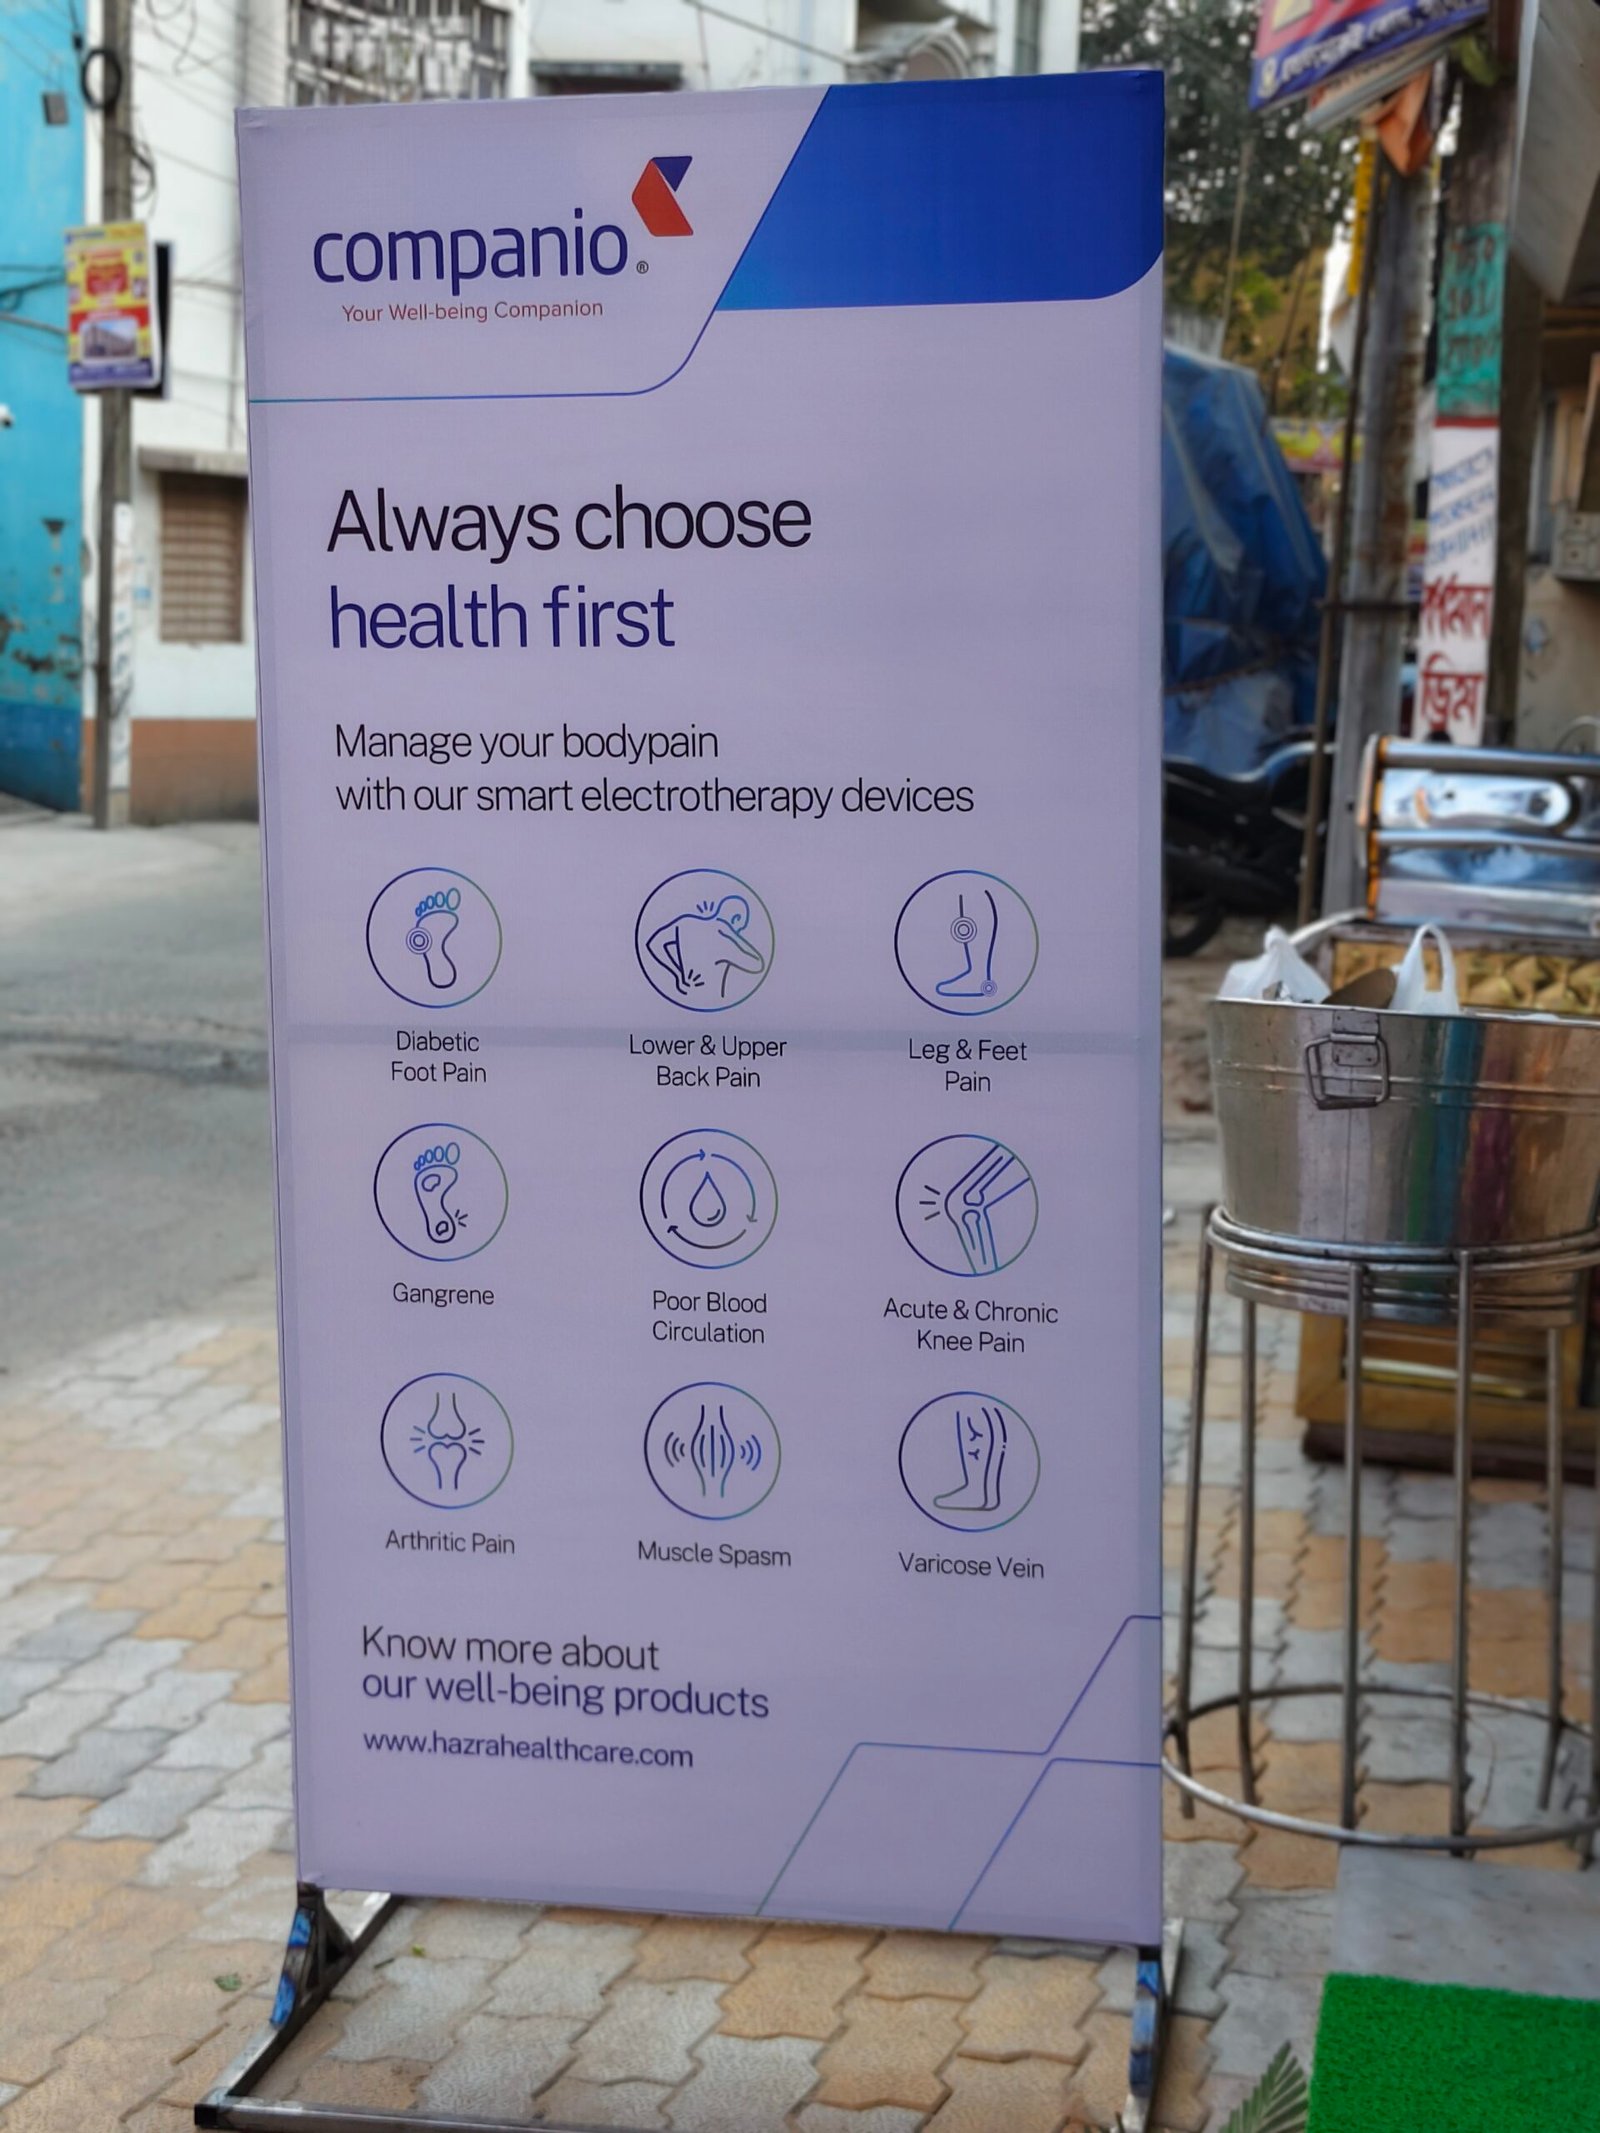 companio®
Your Well-being Companion
Always choose
health first
Manage your bodypain
with our smart electrotherapy devices
Diabetic
Foot Pain
Lower & Upper
Back Pain
Leg & Feet
Pain
Gangrene
Poor Blood
Circulation
Acute & Chronic
Knee Pain
Arthritic Pain
Muscle Spasm
Varicose Vein
Know more about
our well-being products
www.hazrahealthcare.com